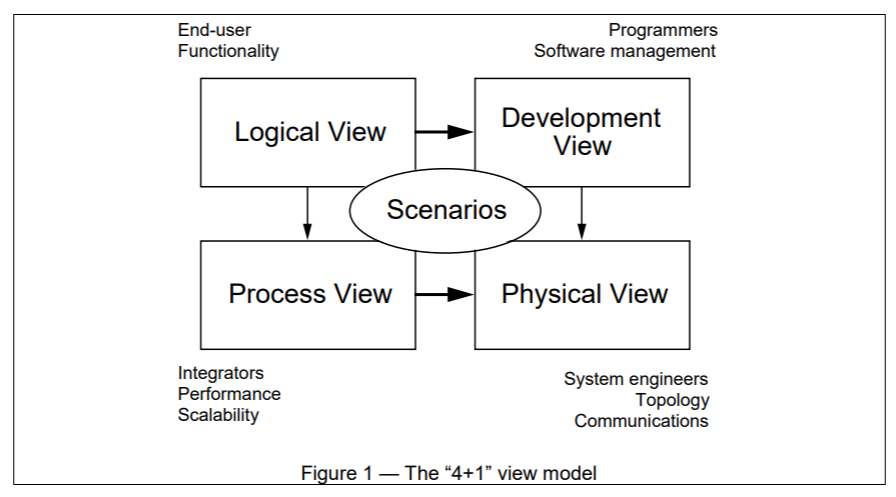 End-user
Functionality
Programmers
Software management
Logical View
Development
View
Scenarios
Process View
Physical View
Integrators
Performance
Scalability
System engineers
Topology
Communications
Figure 1 — The “4+1” view model